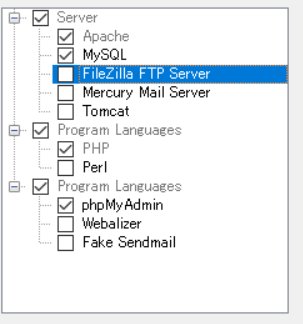 Server
Apache
MySQL
FileZilla FTP Server
Mercury Mail Server
Tomcat
Program Languages
PHP
Perl
Program Languages
phpMyAdmin
Webalizer
Fake Sendmail